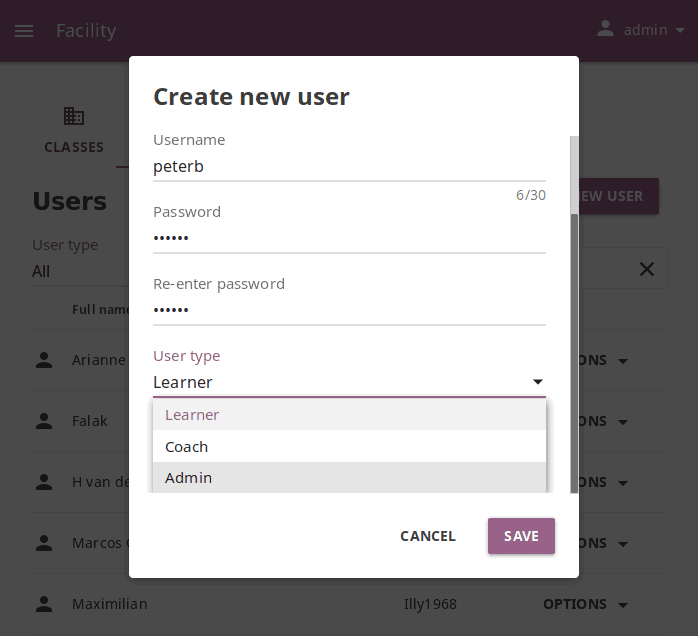 Facility
admin
CLASSES
Users
NEW USER
User type
All
Full name
Arianne
OPTIONS
Falak
OPTIONS
H van de
OPTIONS
Marcos
OPTIONS
Maximilian Illy1968 OPTIONS
Create new user
Username
peterb
6/30
Password
••••••
Re-enter password
••••••
User type
Learner
Learner
Coach
Admin
CANCEL SAVE